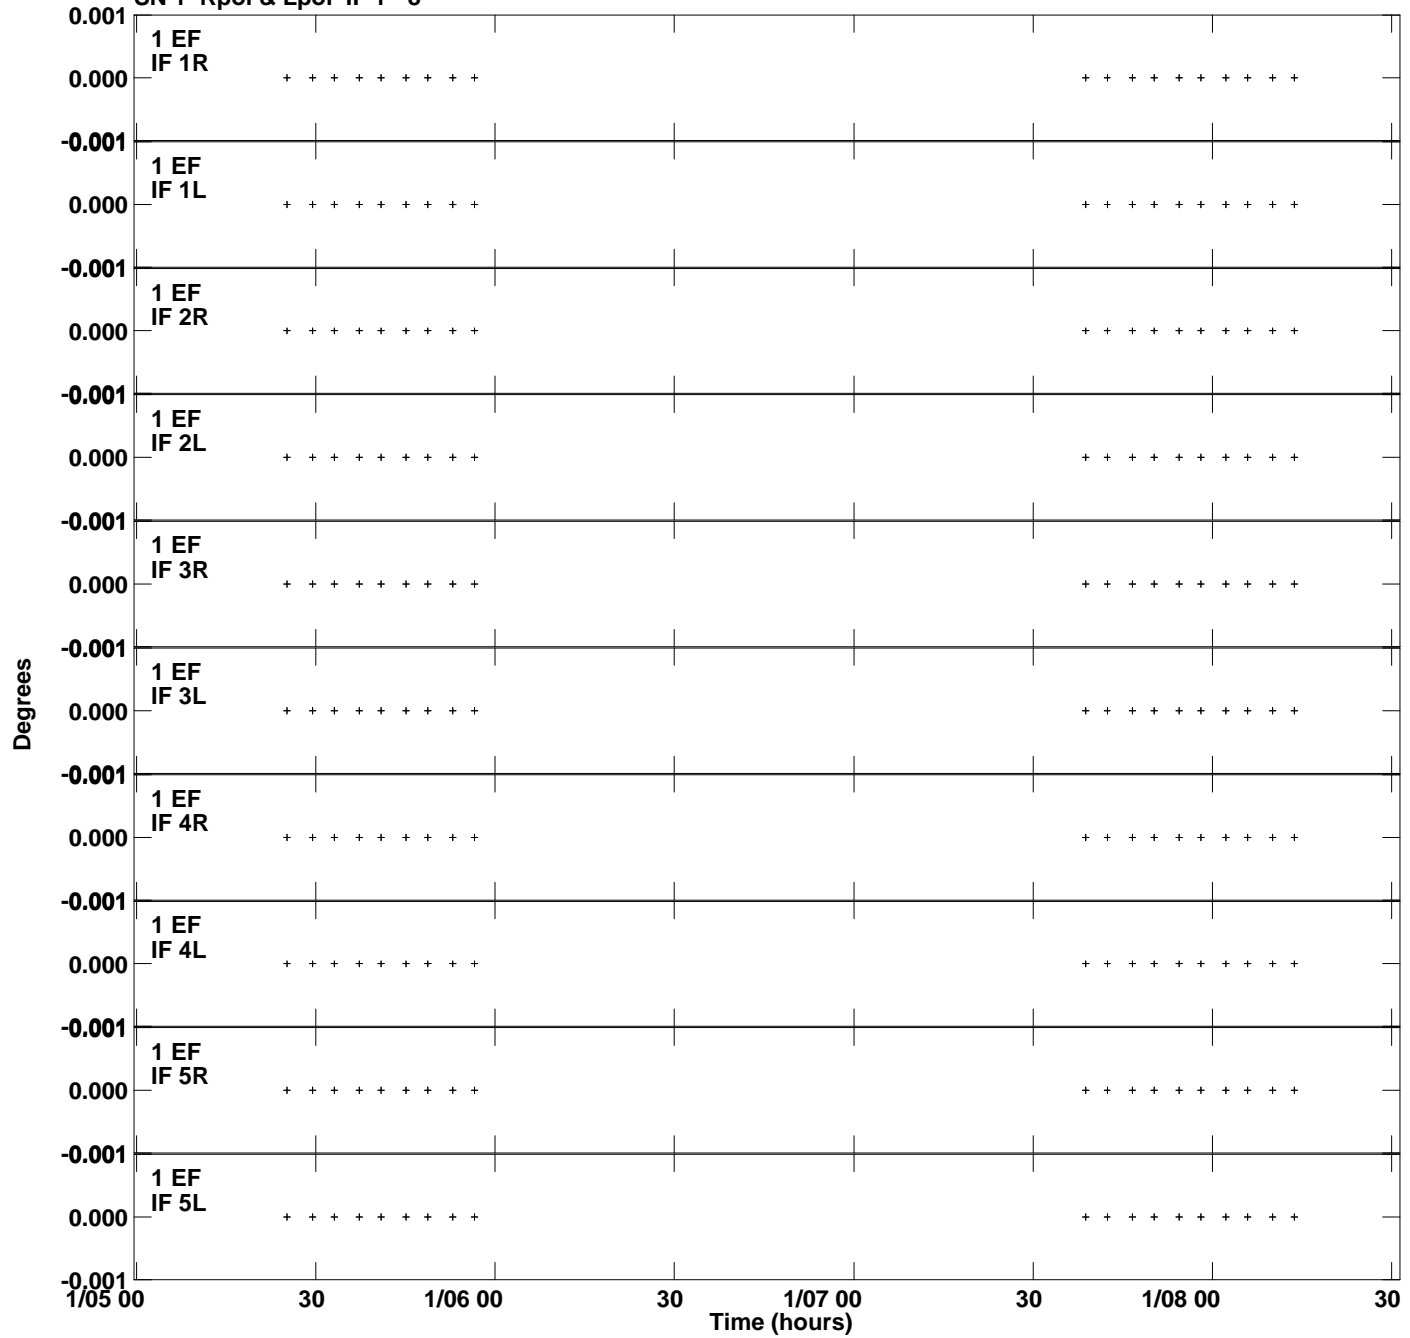 0.001
1 EF
IF 1R
0.000
-0.001
1 EF
IF 1L
0.000
-0.001
1 EF
IF 2R
0.000
-0.001
1 EF
IF 2L
0.000
-0.001
1 EF
IF 3R
0.000
-0.001
1 EF
IF 3L
0.000
-0.001
1 EF
IF 4R
0.000
-0.001
1 EF
IF 4L
0.000
-0.001
1 EF
IF 5R
0.000
-0.001
1 EF
IF 5L
0.000
-0.001
Degrees
1/05 00 30 1/06 00 30 1/07 00 30 1/08 00 30
Time (hours)